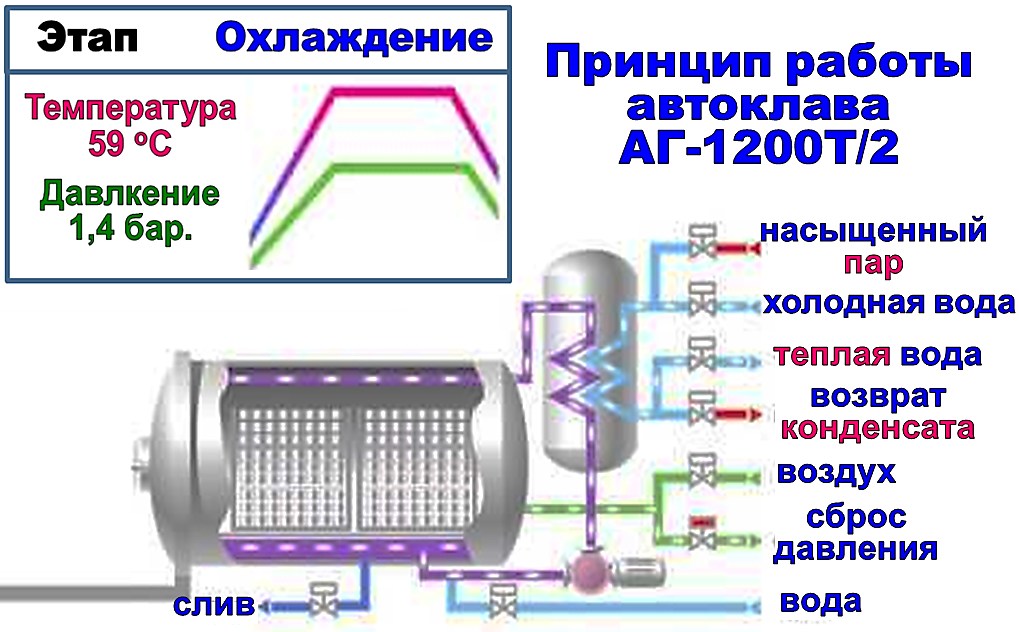 Этап Охлаждение
Температура
59 ºС
Давлкение
1,4 бар.
Принцип работы
автоклава
АГ-1200Т/2
насыщенный
пар
холодная вода
теплая вода
возврат
конденсата
воздух
сброс
давления
вода
слив